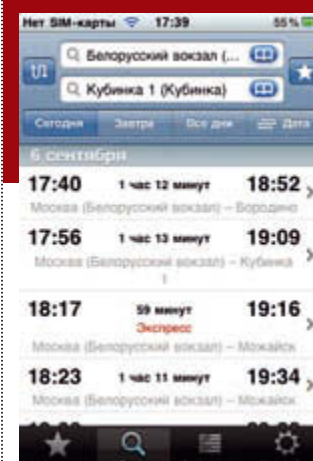 Нет SIM-карты 17:39 55 %
Белорусский вокзал (...
Кубинка 1 (Кубинка)
Сегодня Завтра Все дни Дата
6 сентября
17:40 1 час 12 минут 18:52
Москва (Белорусский вокзал) – Бородино
17:56 1 час 13 минут 19:09
Москва (Белорусский вокзал) – Кубинка
1
18:17 59 минут 19:16
Экспресс
Москва (Белорусский вокзал) – Можайск
18:23 1 час 11 минут 19:34
Москва (Белорусский вокзал) – Можайск